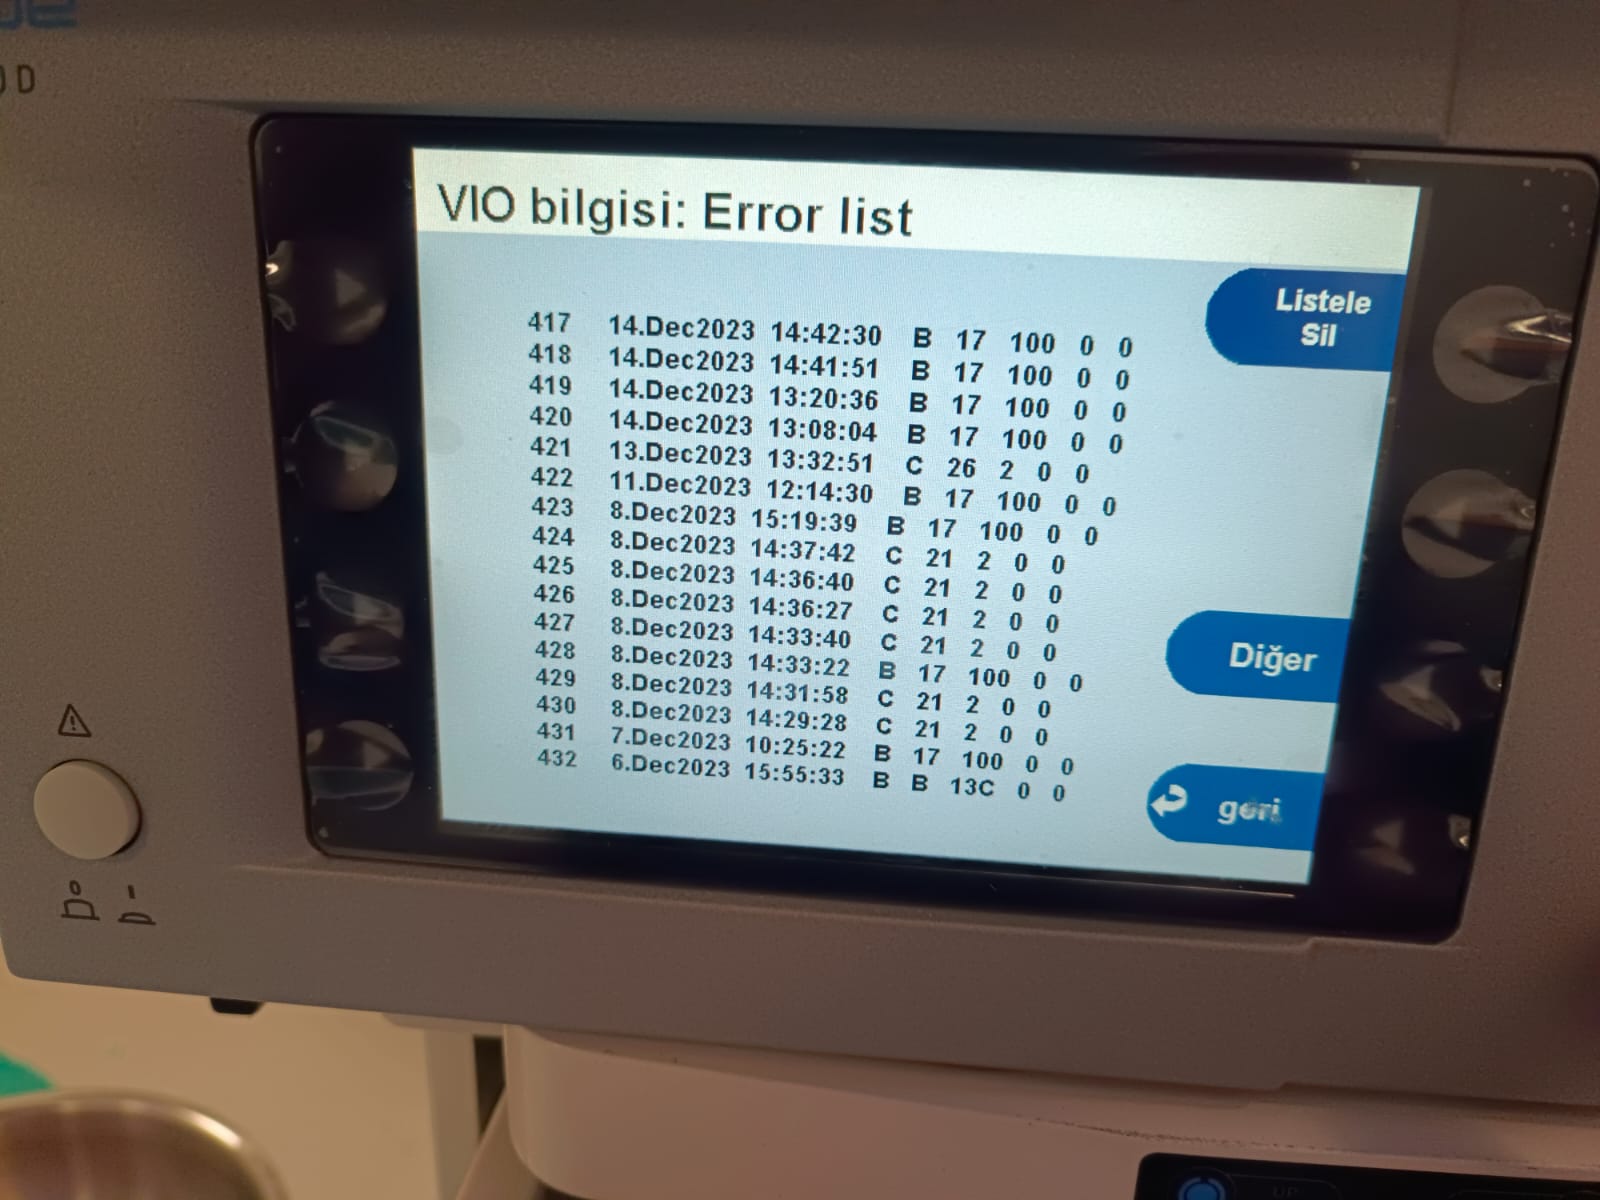 D
VIO bilgisi: Error list
Listele
Sil
417 14.Dec2023 14:42:30 B 17 100 0 0
418 14.Dec2023 14:41:51 B 17 100 0 0
419 14.Dec2023 13:20:36 B 17 100 0 0
420 14.Dec2023 13:08:04 B 17 100 0 0
421 13.Dec2023 13:32:51 C 26 2 0 0
422 11.Dec2023 12:14:30 B 17 100 0 0
423 8.Dec2023 15:19:39 B 17 100 0 0
424 8.Dec2023 14:37:42 C 21 2 0 0
425 8.Dec2023 14:36:40 C 21 2 0 0
426 8.Dec2023 14:36:27 C 21 2 0 0
427 8.Dec2023 14:33:40 C 21 2 0 0
428 8.Dec2023 14:33:22 B 17 100 0 0
429 8.Dec2023 14:31:58 C 21 2 0 0
430 8.Dec2023 14:29:28 C 21 2 0 0
431 7.Dec2023 10:25:22 B 17 100 0 0
432 6.Dec2023 15:55:33 B B 13C 0 0
Diğer
geri